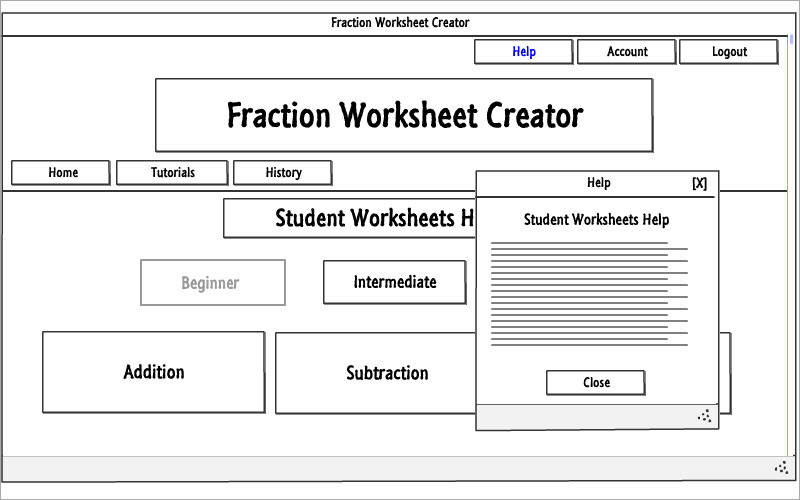 Fraction Worksheet Creator
Help Account Logout
Fraction Worksheet Creator
Home Tutorials History
Help [X]
Student Worksheets H
Student Worksheets Help
Beginner Intermediate
Addition Subtraction
Close